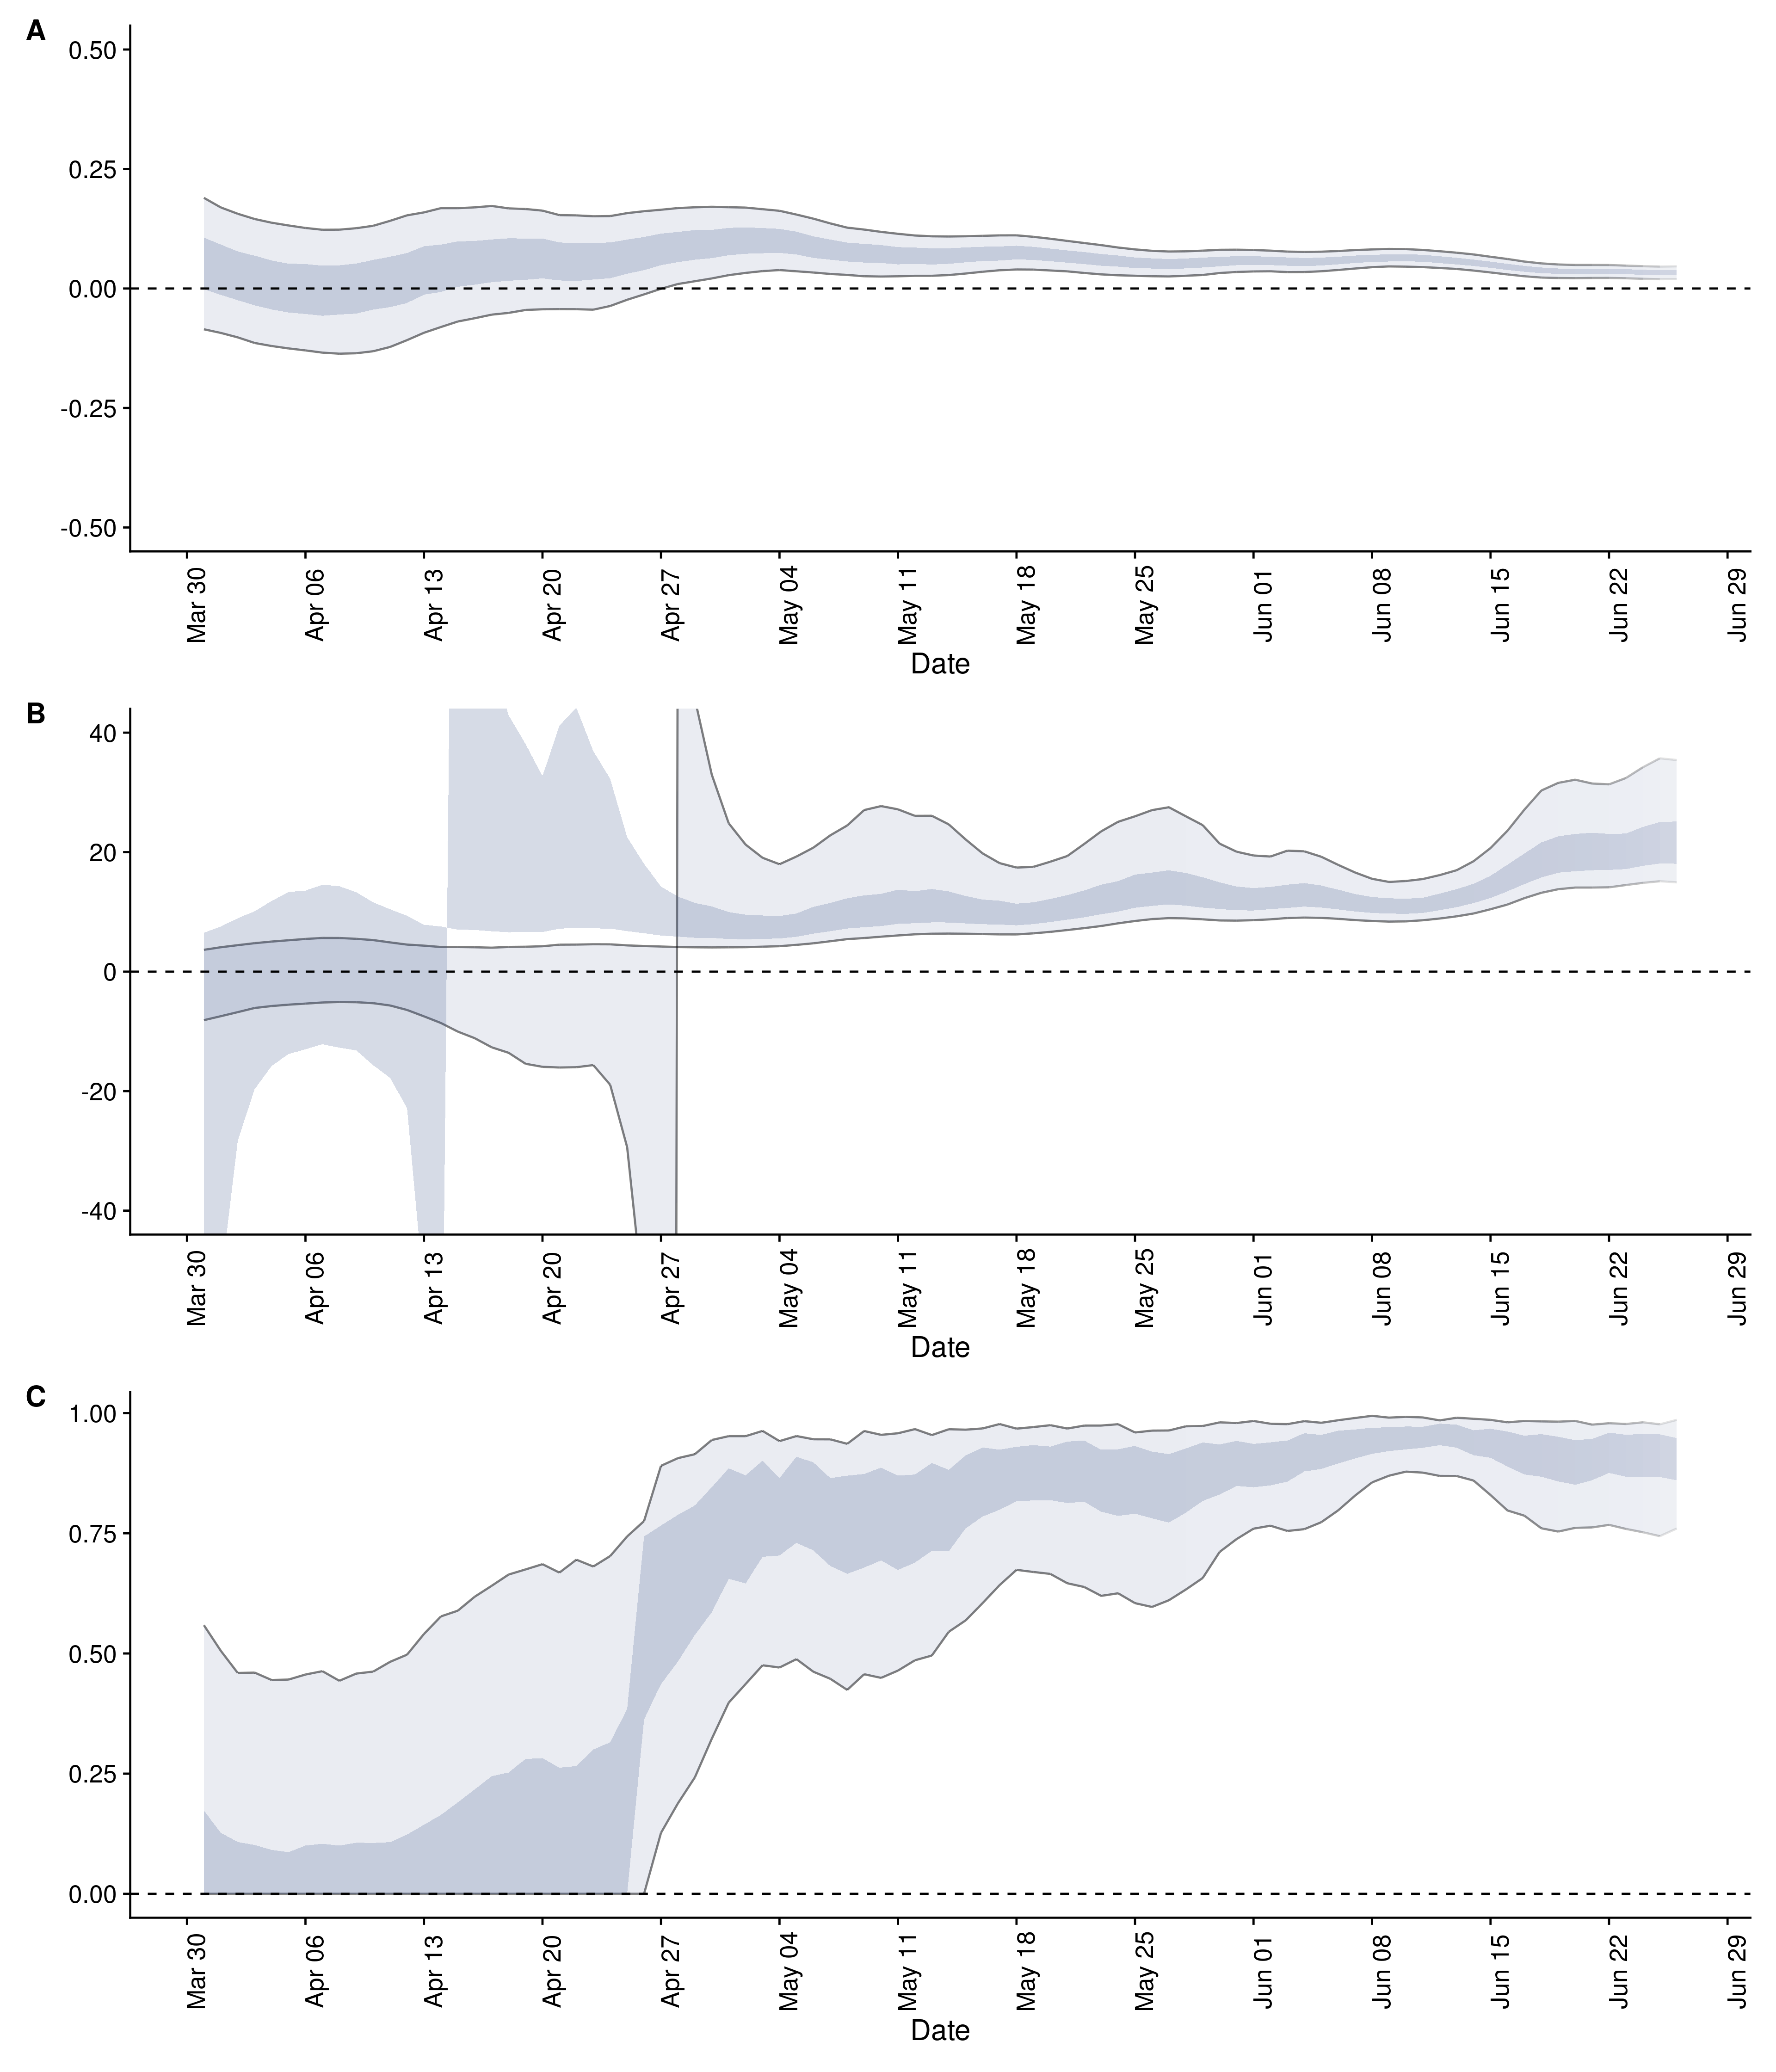 A
0.50
0.25
0.00
-0.25
-0.50
Mar 30
Apr 06
Apr 13
Apr 20
Apr 27
May 04
May 11
May 18
May 25
Jun 01
Jun 08
Jun 15
Jun 22
Jun 29
Date
B
40
20
0
-20
-40
Mar 30
Apr 06
Apr 13
Apr 20
Apr 27
May 04
May 11
May 18
May 25
Jun 01
Jun 08
Jun 15
Jun 22
Jun 29
Date
C
1.00
0.75
0.50
0.25
0.00
Mar 30
Apr 06
Apr 13
Apr 20
Apr 27
May 04
May 11
May 18
May 25
Jun 01
Jun 08
Jun 15
Jun 22
Jun 29
Date